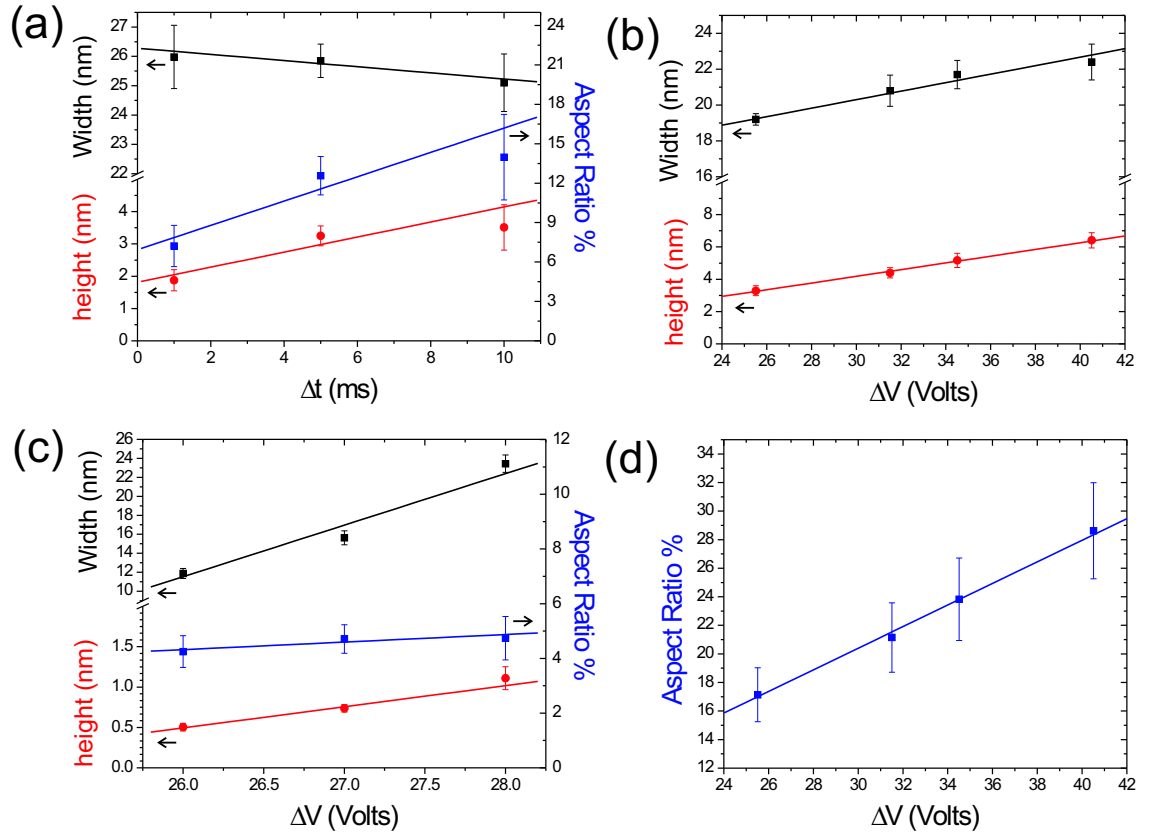 (a)
27
26
25
24
23
22
4
3
2
1
0
Width (nm)
height (nm)
24
21
18
15
12
9
6
3
0
Aspect Ratio %
0 2 4 6 8 10
Δt (ms)
(b)
22
20
18
16
8
6
4
2
0
Width (nm)
height (nm)
24 26 28 30 32 34 36 38 40 42
ΔV (Volts)
(c)
26
24
22
20
18
16
14
12
10
1.5
1.0
0.5
0.0
Width (nm)
height (nm)
12
10
8
6
4
2
0
Aspect Ratio %
26.0 26.5 27.0 27.5 28.0
ΔV (Volts)
(d)
34
32
30
28
26
24
22
20
18
16
14
12
Aspect Ratio %
24 26 28 30 32 34 36 38 40 42
ΔV (Volts)